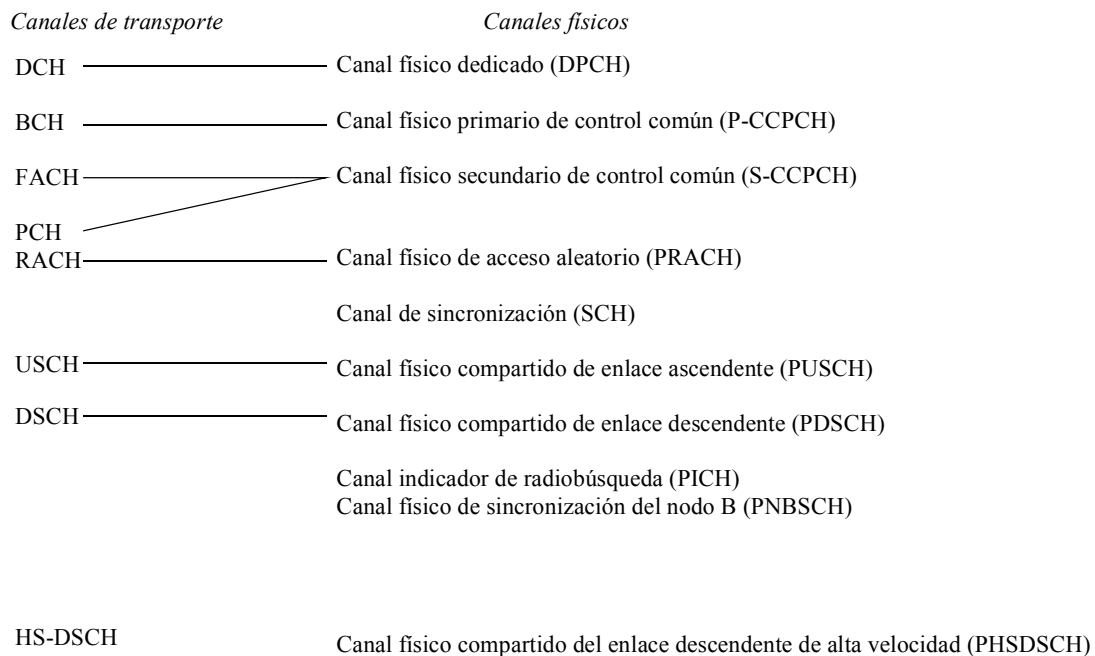 Canales de transporte Canales físicos
DCH Canal físico dedicado (DPCH)
BCH Canal físico primario de control común (P-CCPCH)
FACH Canal físico secundario de control común (S-CCPCH)
PCH
RACH Canal físico de acceso aleatorio (PRACH)
Canal de sincronización (SCH)
USCH Canal físico compartido de enlace ascendente (PUSCH)
DSCH Canal físico compartido de enlace descendente (PDSCH)
Canal indicador de radiobúsqueda (PICH)
Canal físico de sincronización del nodo B (PNBSCH)
HS-DSCH Canal físico compartido del enlace descendente de alta velocidad (PHSDSCH)